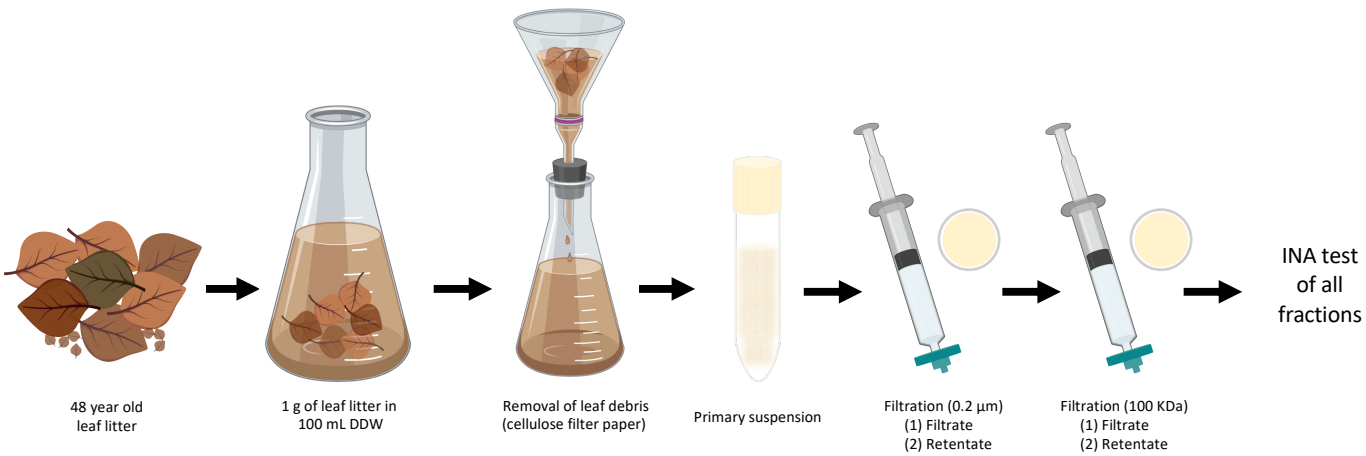 48 year old
leaf litter
1 g of leaf litter in
100 mL DDW
Removal of leaf debris
(cellulose filter paper)
Primary suspension
Filtration (0.2 µm)
(1) Filtrate
(2) Retentate
Filtration (100 KDa)
(1) Filtrate
(2) Retentate
INA test
of all
fractions